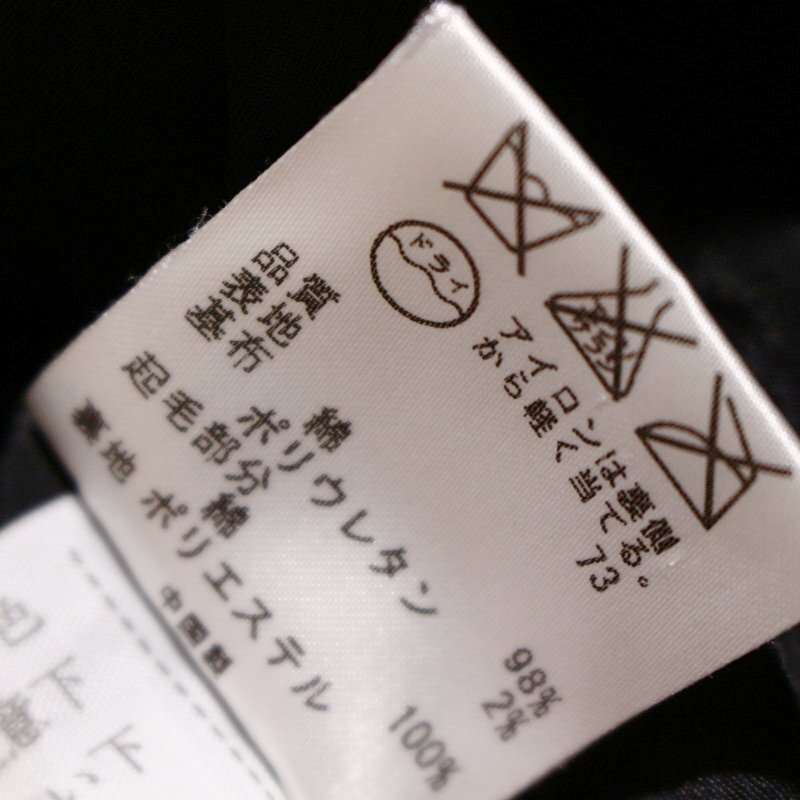 ドライ
アイロンは裏側
から軽く当てる。
73
品質
表地
基布 綿 98%
ポリウレタン 2%
起毛部分 綿 100%
裏地 ポリエステル
中国製